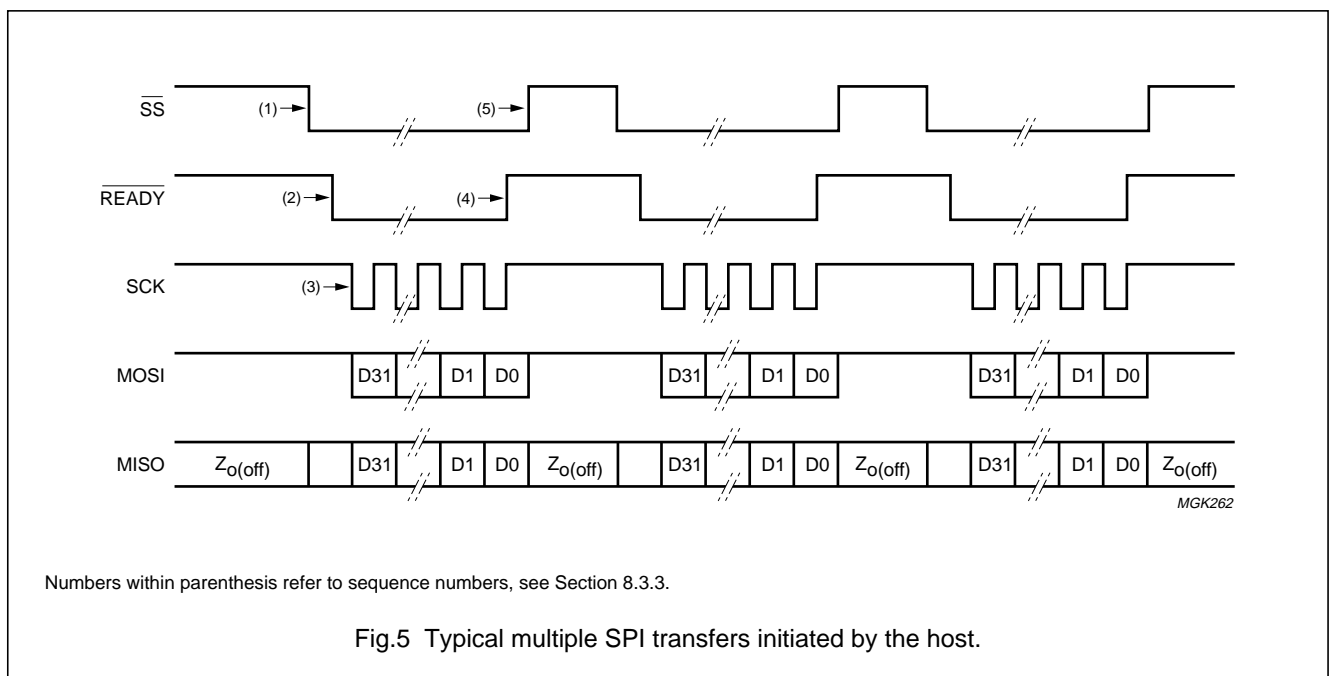 SS (1) (5)
READY (2) (4)
SCK (3)
MOSI D31 D1 D0 D31 D1 D0 D31 D1 D0
MISO Zo(off) D31 D1 D0 Zo(off) D31 D1 D0 Zo(off) D31 D1 D0 Zo(off)
MGK262
Numbers within parenthesis refer to sequence numbers, see Section 8.3.3.
Fig.5 Typical multiple SPI transfers initiated by the host.